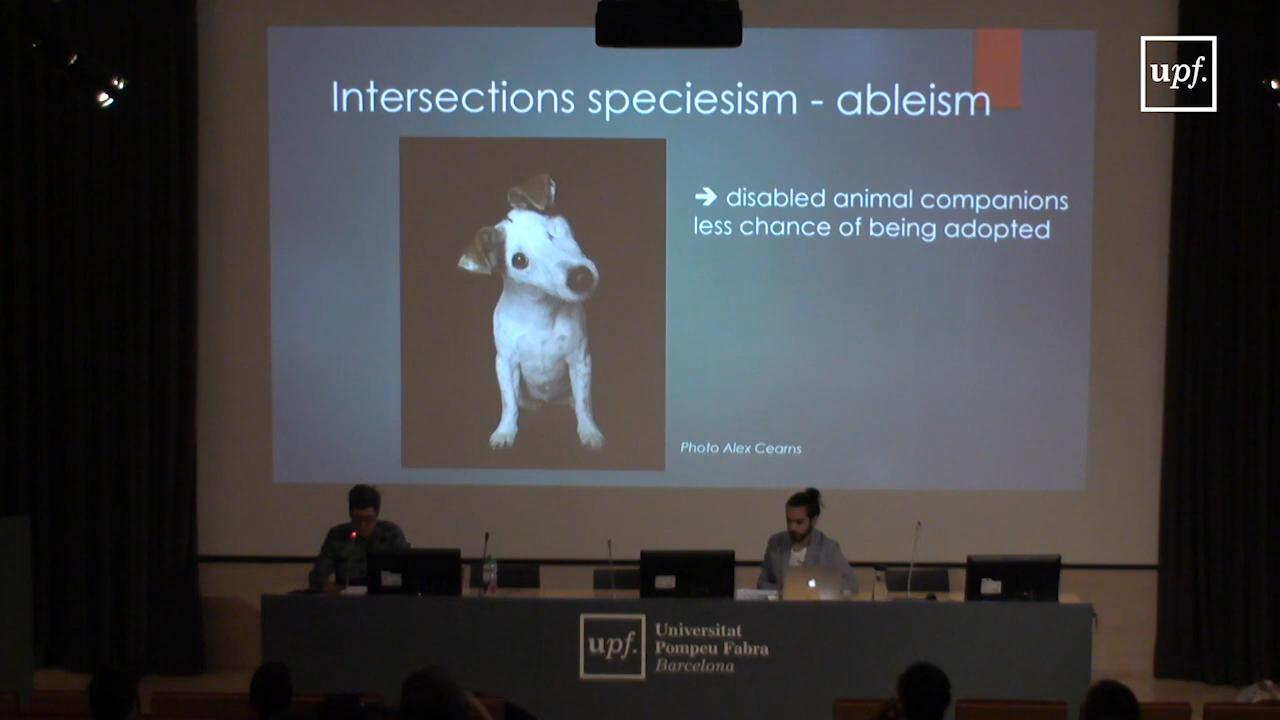 Intersections speciesism - ableism
upf.
➔ disabled animal companions
less chance of being adopted
Photo Alex Cearns
upf.
Universitat
Pompeu Fabra
Barcelona